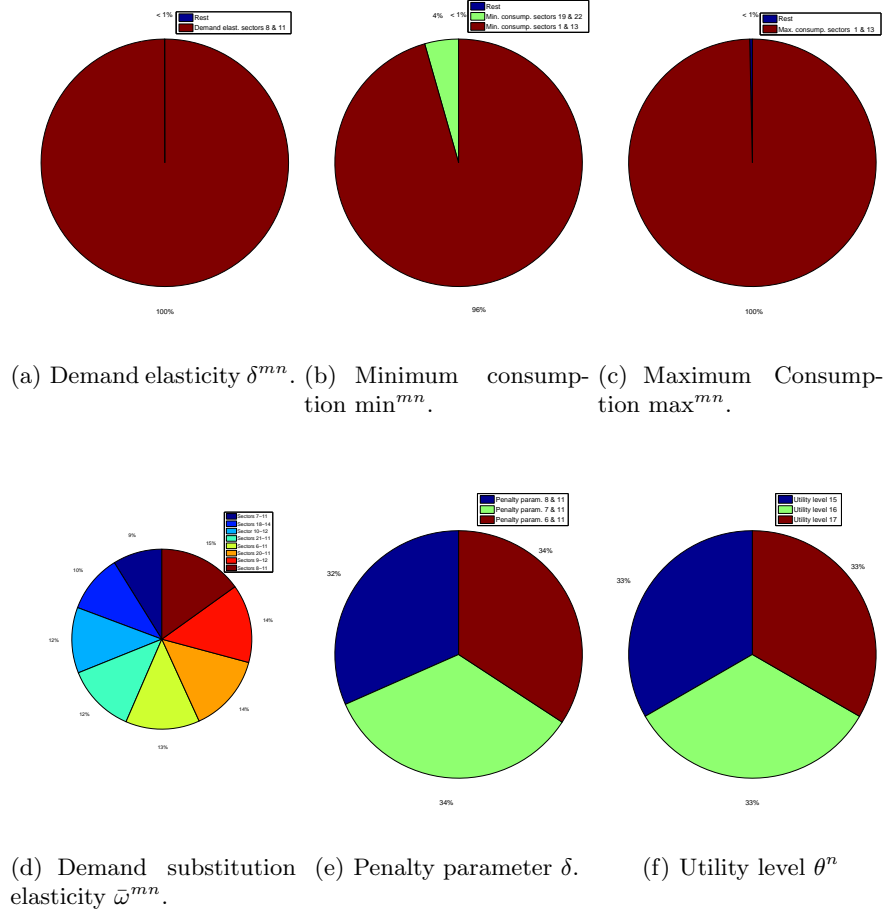 < 1%
Rest
Demand elast. sectors 8 & 11
100%
4%
< 1%
Rest
Min. consump. sectors 19 & 22
Min. consump. sectors 1 & 13
96%
< 1%
Rest
Max. consump. sectors 1 & 13
100%
(a) Demand elasticity δ^{mn}.
(b) Minimum consump-
tion min^{mn}.
(c) Maximum Consump-
tion max^{mn}.
9%
10%
12%
12%
13%
14%
14%
15%
Sectors 7−11
Sectors 18−14
Sector 10−12
Sectors 21−11
Sectors 6−11
Sectors 20−11
Sectors 9−12
Sectors 8−11
32%
34%
34%
Penalty param. 8 & 11
Penalty param. 7 & 11
Penalty param. 6 & 11
33%
33%
33%
Utility level 15
Utility level 16
Utility level 17
(d) Demand substitution
elasticity ω̄^{mn}.
(e) Penalty parameter δ.
(f) Utility level θ^n